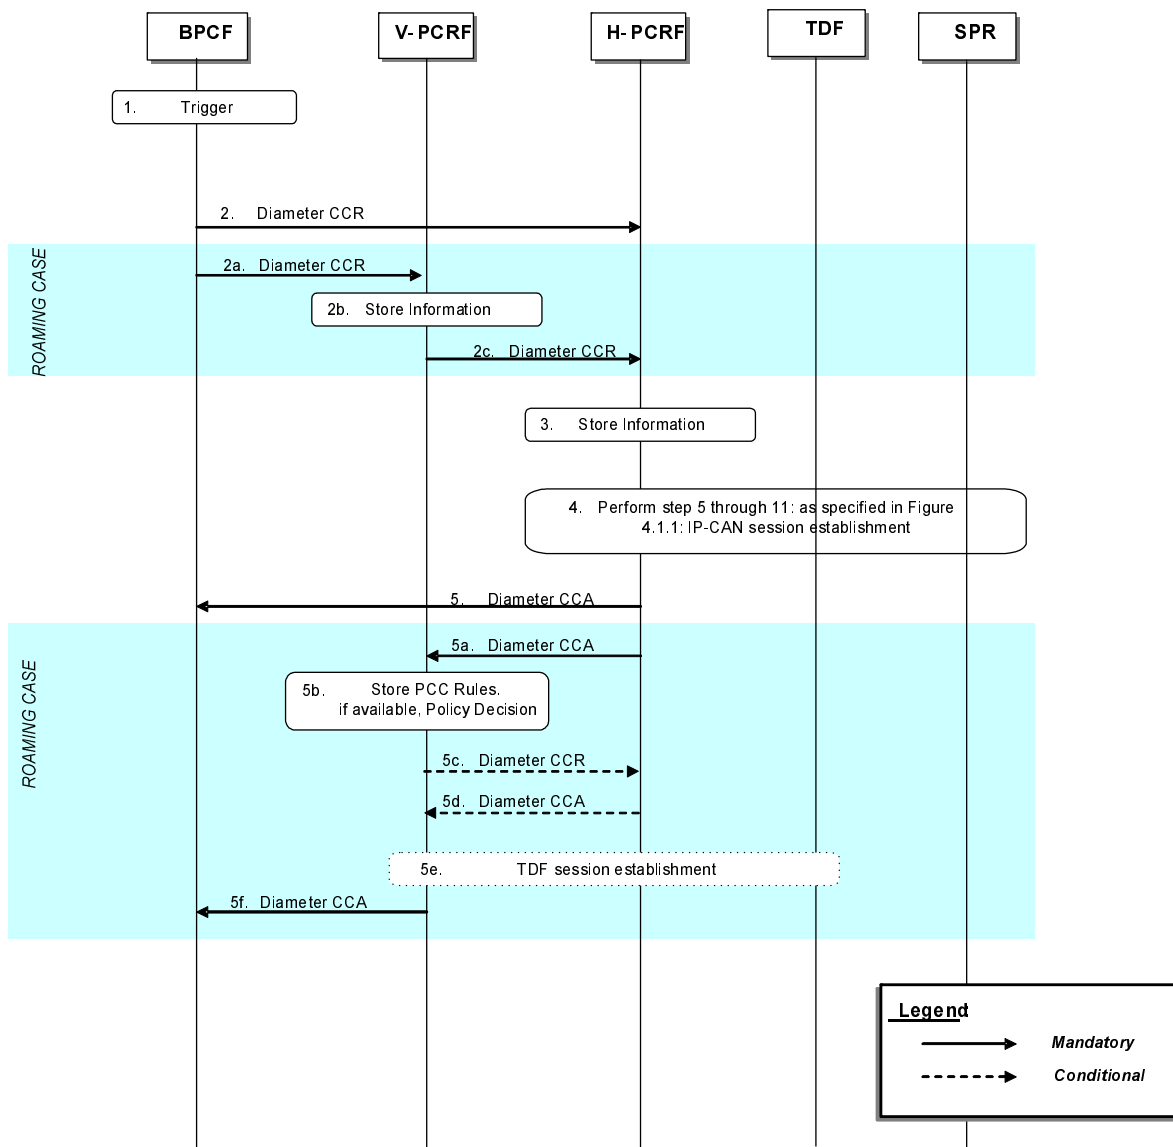 BPCF
V- PCRF
H- PCRF
TDF
SPR
1. Trigger
2. Diameter CCR
ROAMING CASE
2a. Diameter CCR
2b. Store Information
2c. Diameter CCR
3. Store Information
4. Perform step 5 through 11: as specified in Figure
4.1.1: IP-CAN session establishment
5. Diameter CCA
ROAMING CASE
5a. Diameter CCA
5b. Store PCC Rules.
if available, Policy Decision
5c. Diameter CCR
5d. Diameter CCA
5e. TDF session establishment
5f. Diameter CCA
Legend
Mandatory
Conditional